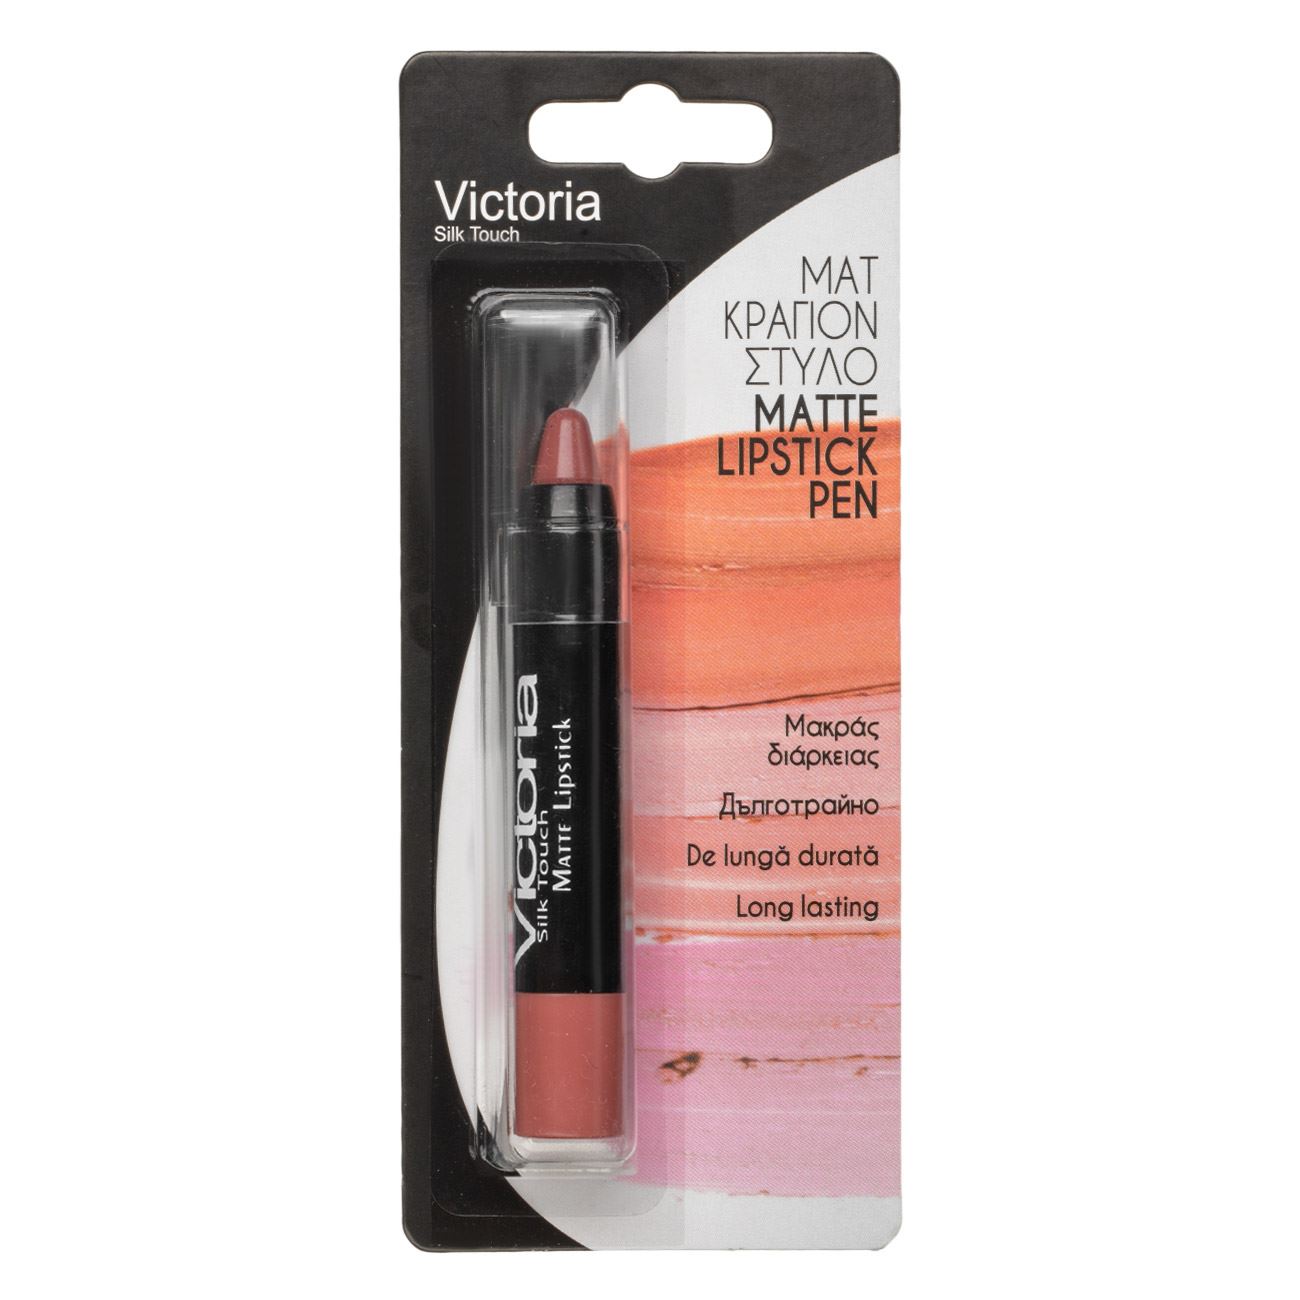 Victoria
Silk Touch
ΜΑΤ
ΚΡΑΓΙΟΝ
ΣΤΥΛΟ
MATTE
LIPSTICK
PEN
Victoria
Silk Touch
Matte Lipstick
Μακράς
διάρκειας
Дълготрайно
De lungă durată
Long lasting